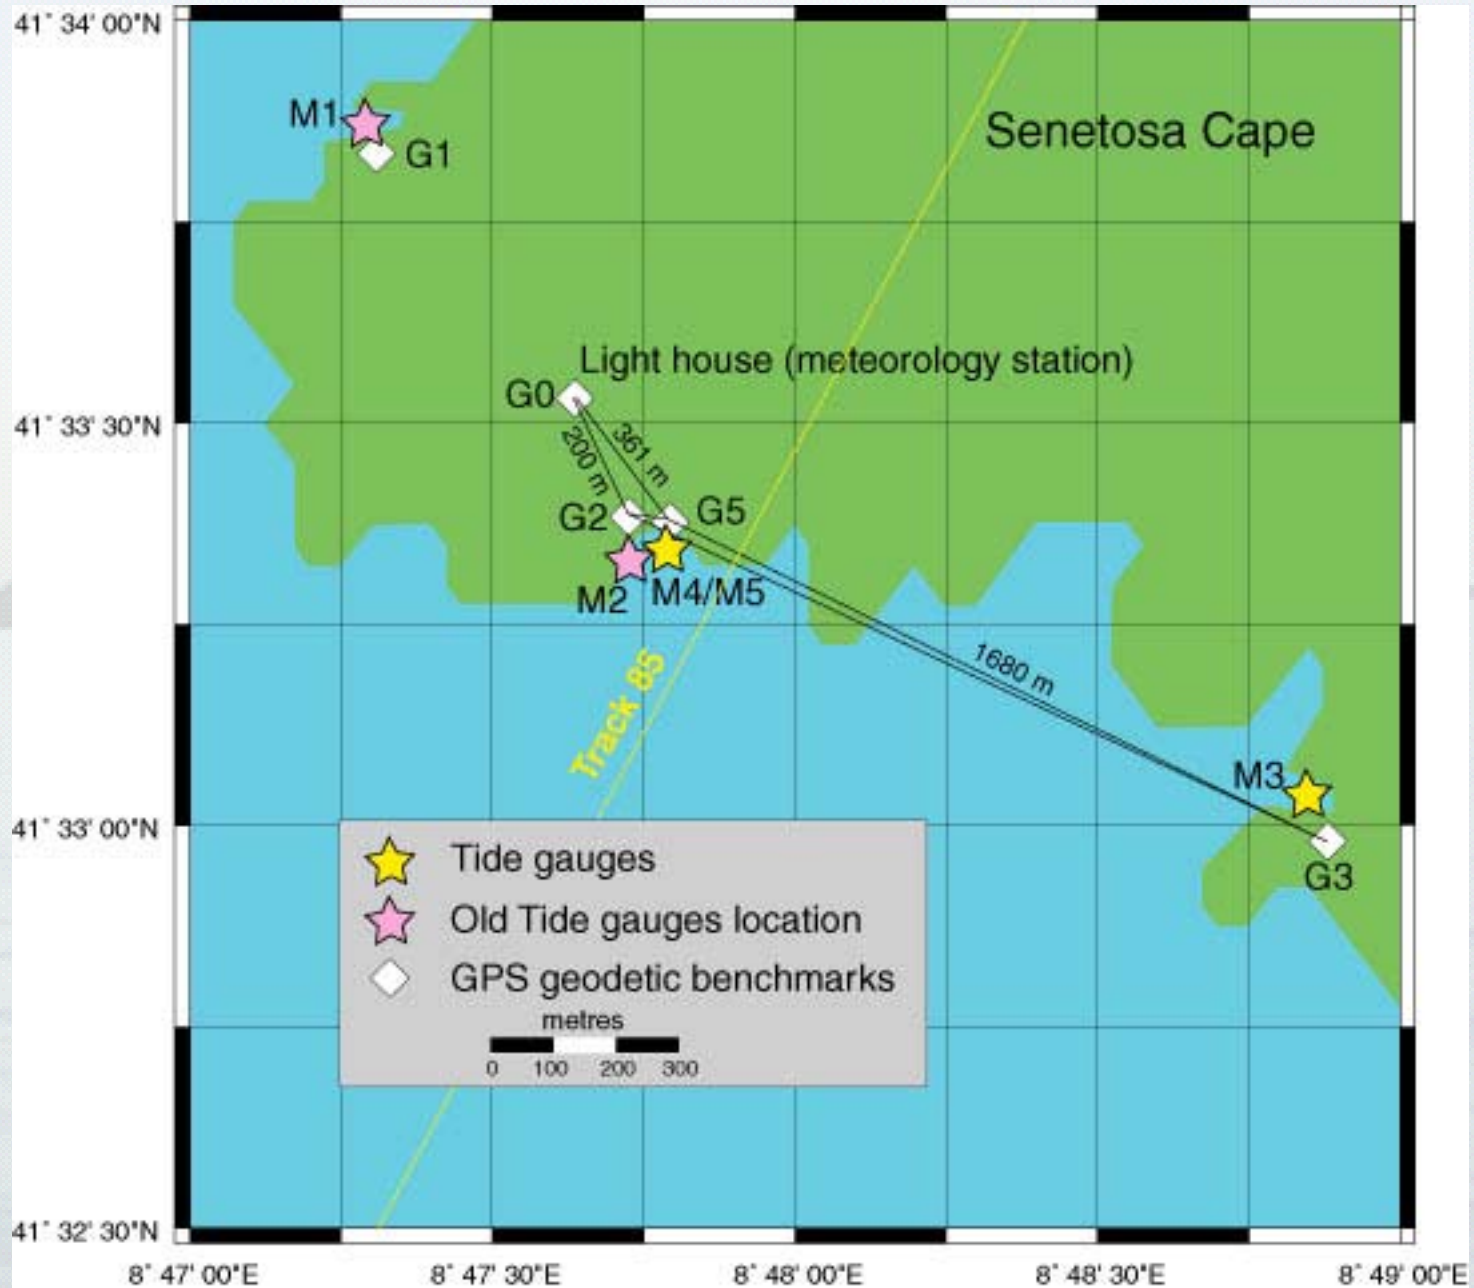 41° 34' 00"N
M1
G1
Senetosa Cape
Light house (meteorology station)
G0
41° 33' 30"N
200 m
361 m
G2
G5
M2
M4/M5
1680 m
Track 85
M3
41° 33' 00"N
G3
Tide gauges
Old Tide gauges location
GPS geodetic benchmarks
metres
0 100 200 300
41° 32' 30"N
8° 47' 00"E 8° 47' 30"E 8° 48' 00"E 8° 48' 30"E 8° 49' 00"E